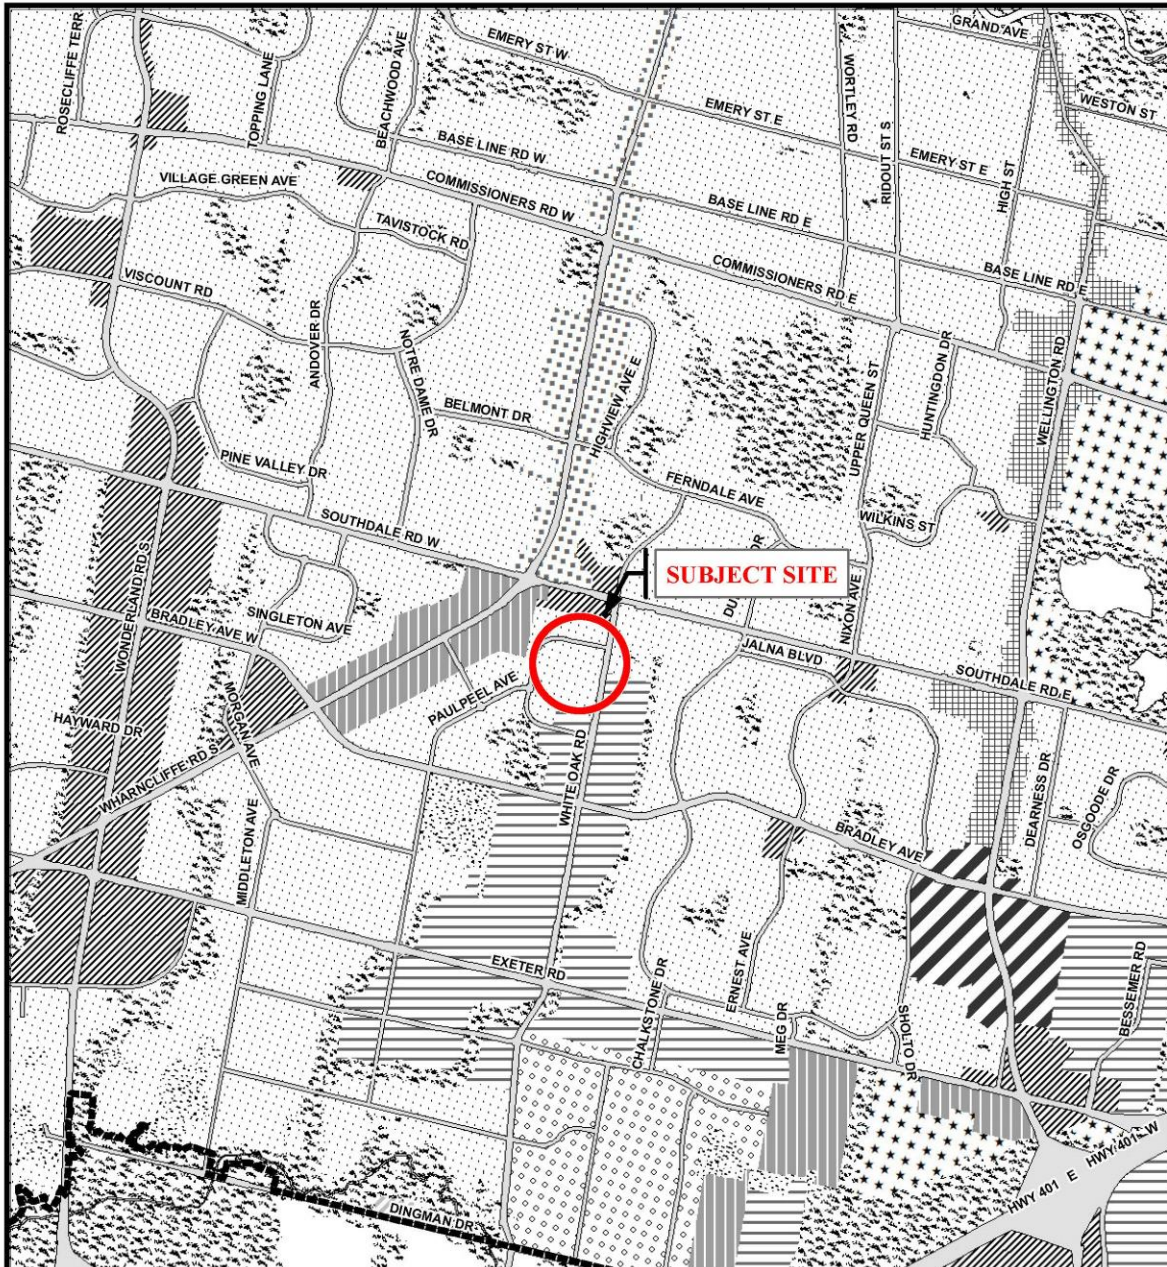 GRAND AVE
ROSECLIFFE TERR
TOPPING LANE
BEACHWOOD AVE
EMERY ST W
WORTLEY RD
RIDOUT ST S
WESTON ST
EMERY ST E
BASE LINE RD W
EMERY ST E
HIGH ST
VILLAGE GREEN AVE
COMMISSIONERS RD W
BASE LINE RD E
TAVISTOCK RD
COMMISSIONERS RD E
BASE LINE RD E
VISCOUNT RD
ANDOVER DR
NOTRE DAME DR
HIGHVIEW AVE E
UPPER QUEEN ST
HUNTINGDON DR
WELLINGTON RD
BELMONT DR
PINE VALLEY DR
FERNDALE AVE
SOUTHDALE RD W
WILKINS ST
SUBJECT SITE
WONDERLAND RD S
BRADLEY AVE W
SINGLETON AVE
NIXON AVE
JALNA BLVD
SOUTHDALE RD E
PAULPEEL AVE
MORGAN AVE
HAYWARD DR
WHARNCLIFFE RD S
WHITE OAK RD
DEARNESS DR
OSGOODE DR
MIDDLETON AVE
BRADLEY AVE
EXETER RD
CHALKSTONE DR
ERNEST AVE
MEG DR
SHOLTO DR
BESSEMER RD
HWY 401 E
HWY 401 W
DINGMAN DR